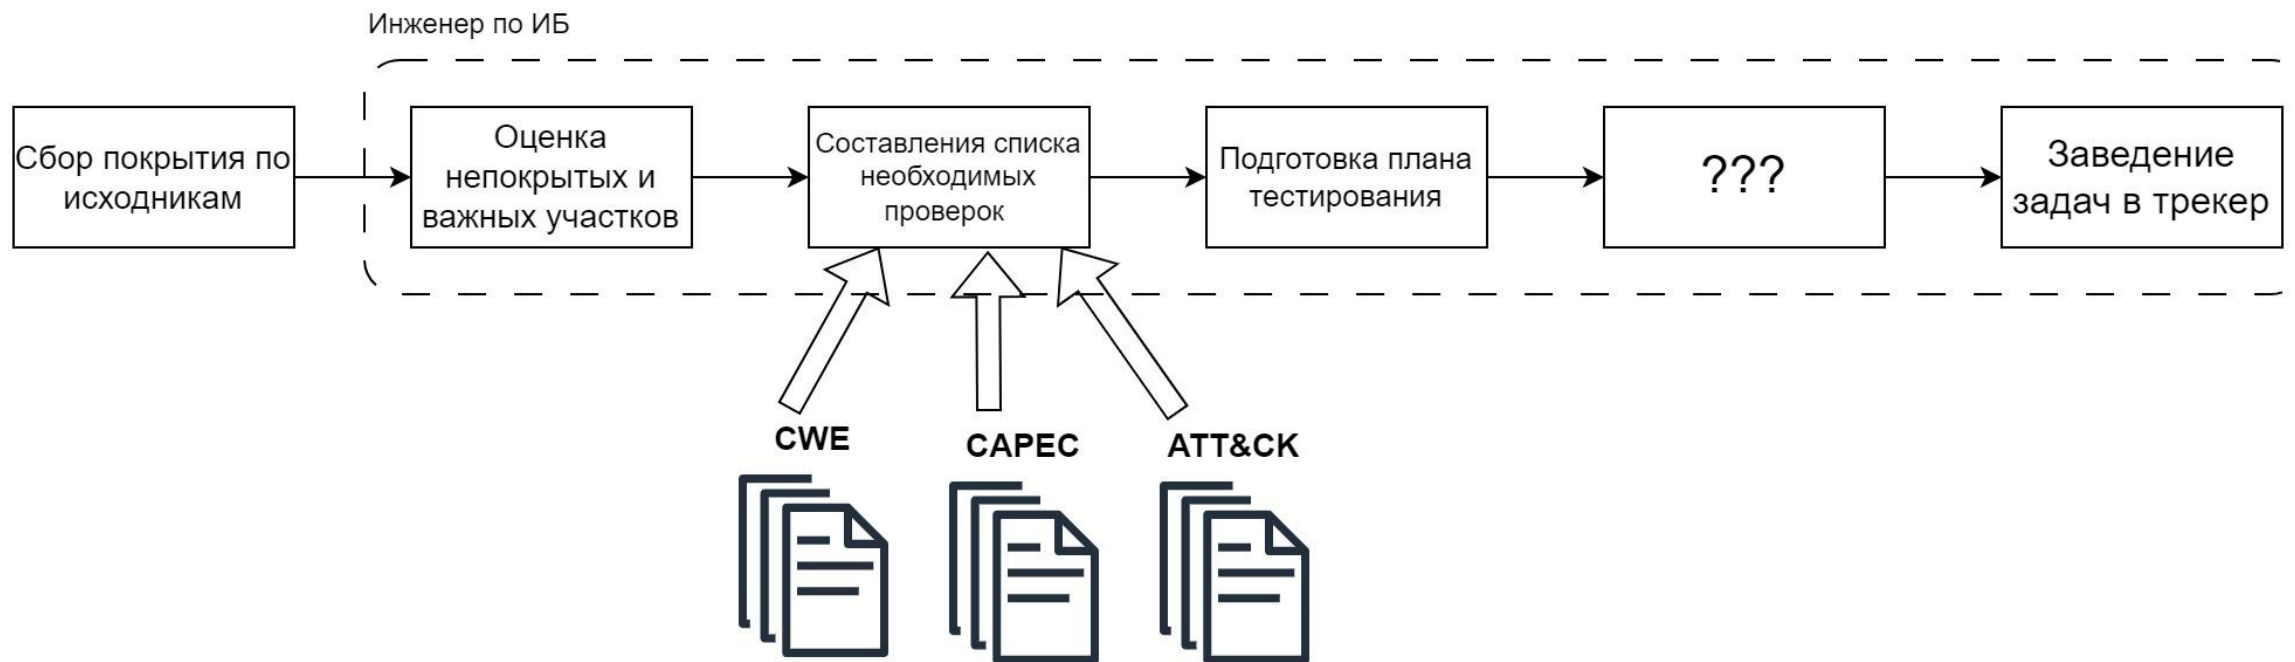 Инженер по ИБ
Сбор покрытия по
исходникам
Оценка
непокрытых и
важных участков
Составления списка
необходимых
проверок
Подготовка плана
тестирования
???
Заведение
задач в трекер
CWE
CAPEC
ATT&CK